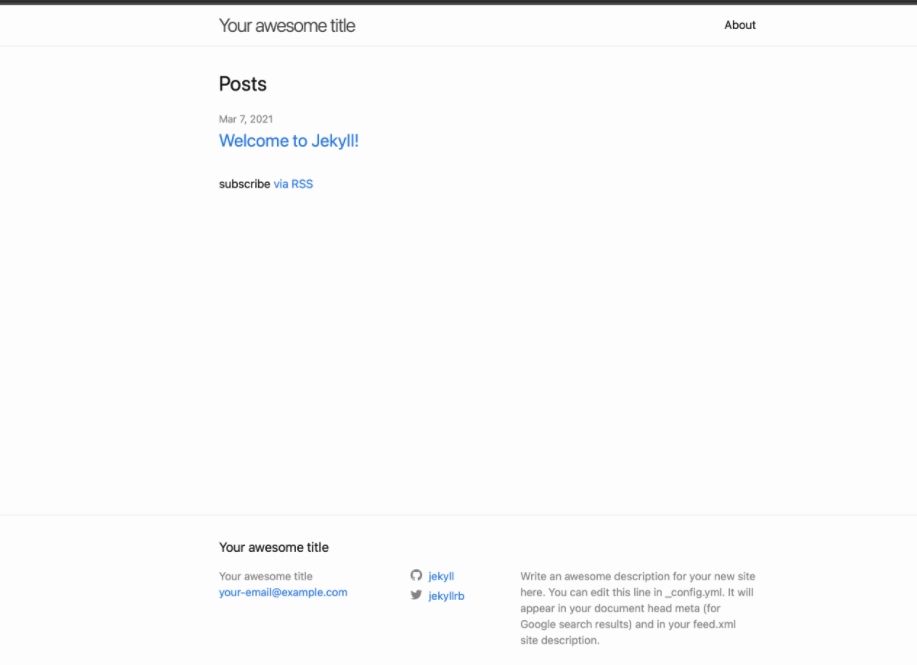 Your awesome title
About
Posts
Mar 7, 2021
Welcome to Jekyll!
subscribe via RSS
Your awesome title
Your awesome title
your-email@example.com
jekyll
jekyllrb
Write an awesome description for your new site
here. You can edit this line in _config.yml. It will
appear in your document head meta (for
Google search results) and in your feed.xml
site description.